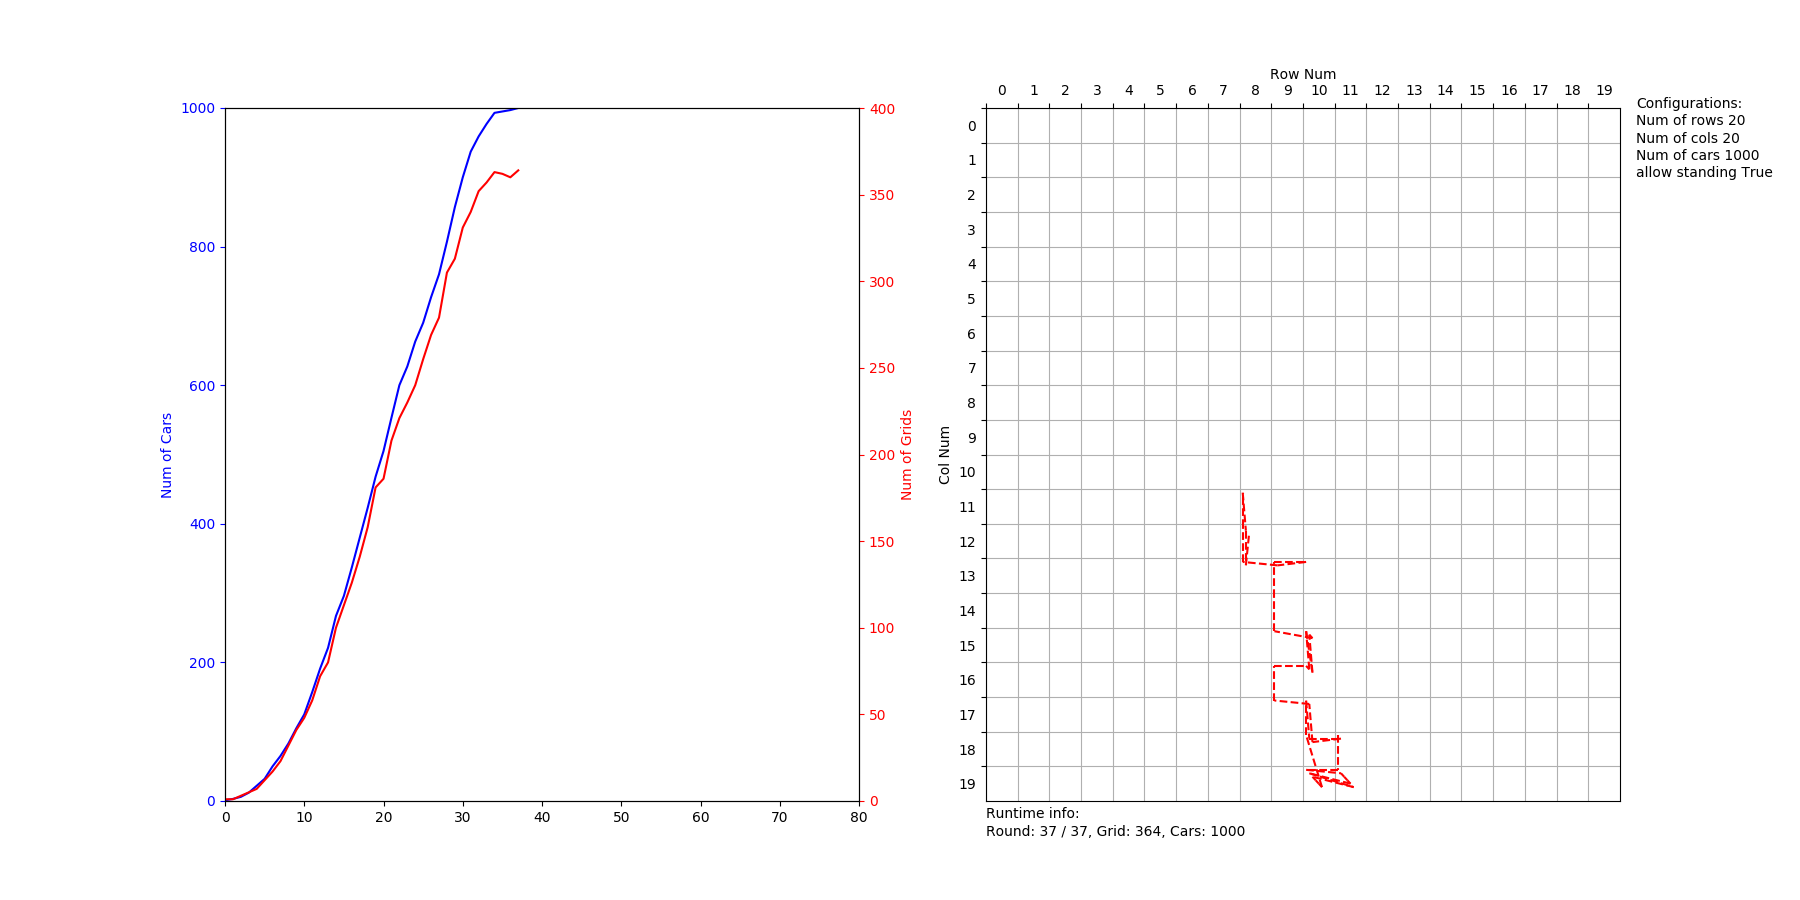 Row Num
0 1 2 3 4 5 6 7 8 9 10 11 12 13 14 15 16 17 18 19
Configurations:
Num of rows 20
Num of cols 20
Num of cars 1000
allow standing True
1000
800
600
400
200
0
Num of Cars
0 10 20 30 40 50 60 70 80
400
350
300
250
200
150
100
50
0
Num of Grids
Col Num
0
1
2
3
4
5
6
7
8
9
10
11
12
13
14
15
16
17
18
19
Runtime info:
Round: 37 / 37, Grid: 364, Cars: 1000